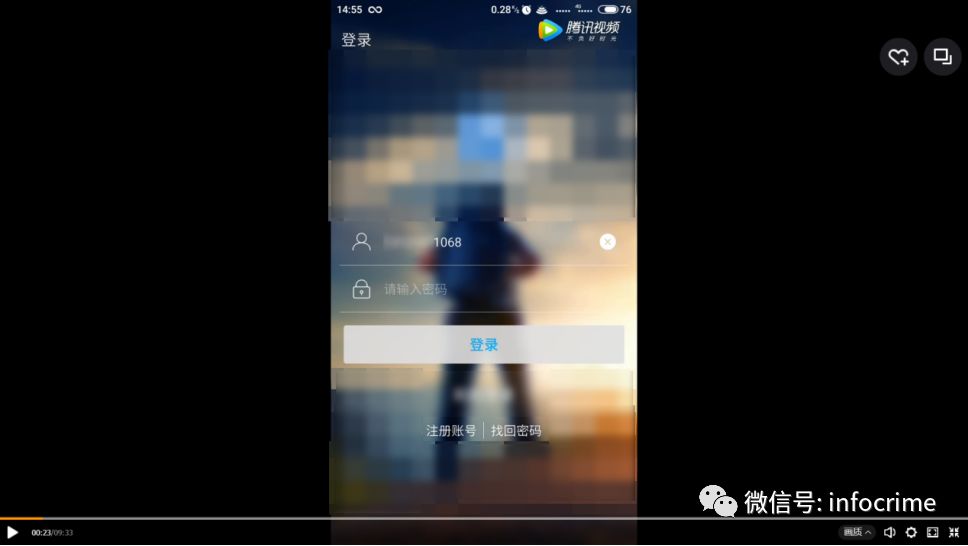 14:55
0.28 K/s 76
腾讯视频
不负好时光
登录
1068
请输入密码
登录
注册账号 | 找回密码
微信号: infocrime
00:23/09:33
画质